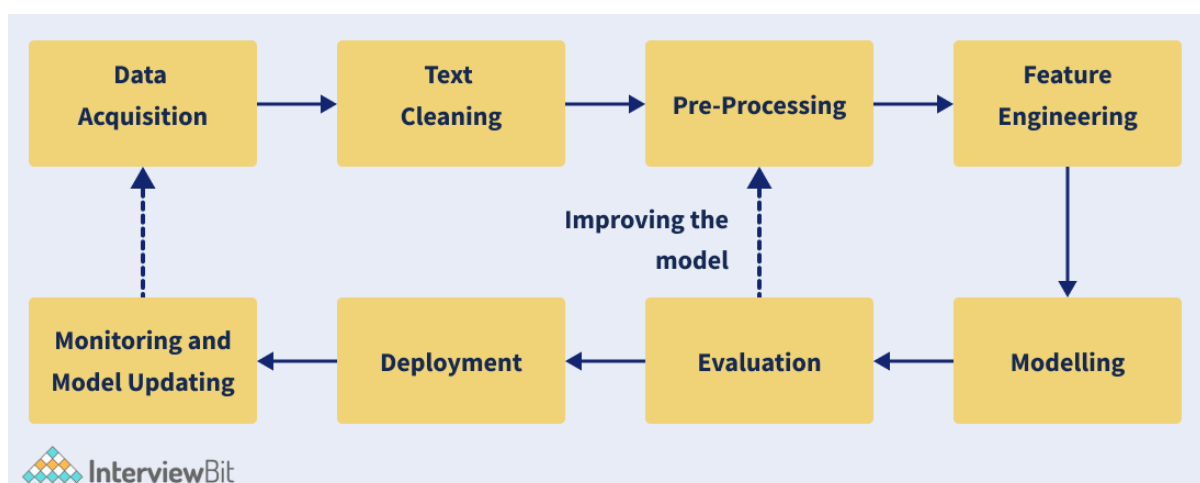 Data
Acquisition
Text
Cleaning
Pre-Processing
Feature
Engineering
Improving the
model
Monitoring and
Model Updating
Deployment
Evaluation
Modelling
InterviewBit